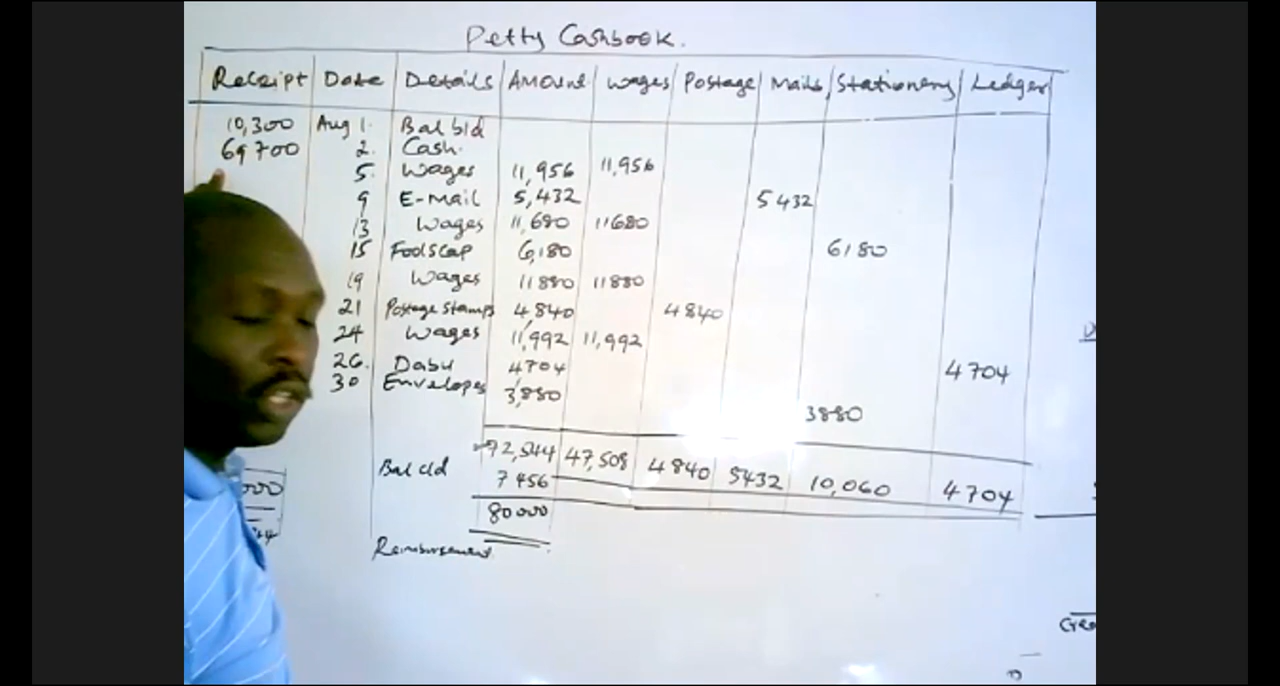 Petty Cashbook.
Receipt Date Details Amount Wages Postage Mails Stationery Ledger
10,300 Aug 1. Bal b/d
69700 2. Cash.
5. Wages 11,956 11,956
9 E-Mail 5,432 5432
13 Wages 11,680 11680
15 Foolscap 6,180 6180
19 Wages 11880 11880
21 Postage stamps 4,840 4840
24 Wages 11,992 11,992
26. Dabu 4704 4704
30 Envelopes 3,880 3880
72,544 47,508 4840 5432 10,060 4704
Bal c/d 7456
80000
Reimbursement